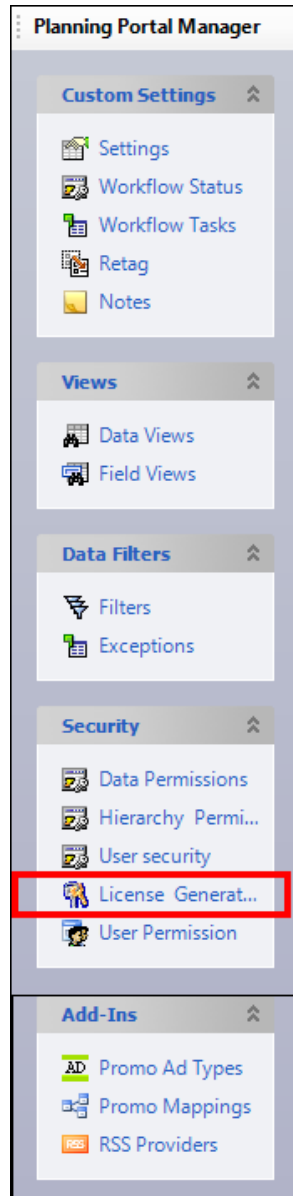 Planning Portal Manager
Custom Settings
Settings
Workflow Status
Workflow Tasks
Retag
Notes
Views
Data Views
Field Views
Data Filters
Filters
Exceptions
Security
Data Permissions
Hierarchy Permi...
User security
License Generat...
User Permission
Add-Ins
AD Promo Ad Types
Promo Mappings
RSS RSS Providers